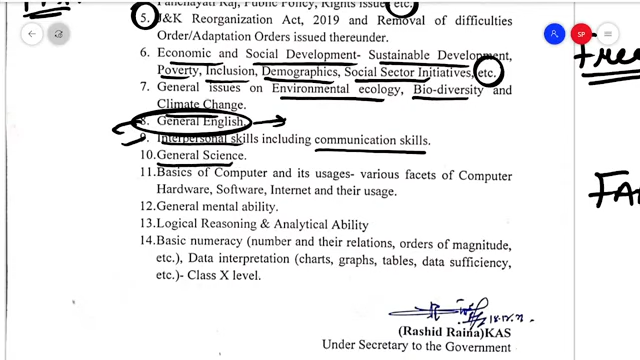 Panchayati Raj, Public Policy, Rights issue etc.
5. J&K Reorganization Act, 2019 and Removal of difficulties
Order/Adaptation Orders issued thereunder.
6. Economic and Social Development- Sustainable Development,
Poverty, Inclusion, Demographics, Social Sector Initiatives, etc.
7. General issues on Environmental ecology, Bio-diversity and
Climate Change.
8. General English.
9. Interpersonal skills including communication skills.
10. General Science.
11. Basics of Computer and its usages- various facets of Computer
Hardware, Software, Internet and their usage.
12. General mental ability.
13. Logical Reasoning & Analytical Ability
14. Basic numeracy (number and their relations, orders of magnitude,
etc.), Data interpretation (charts, graphs, tables, data sufficiency,
etc.)- Class X level.
(Rashid Raina)KAS
Under Secretary to the Government
SP